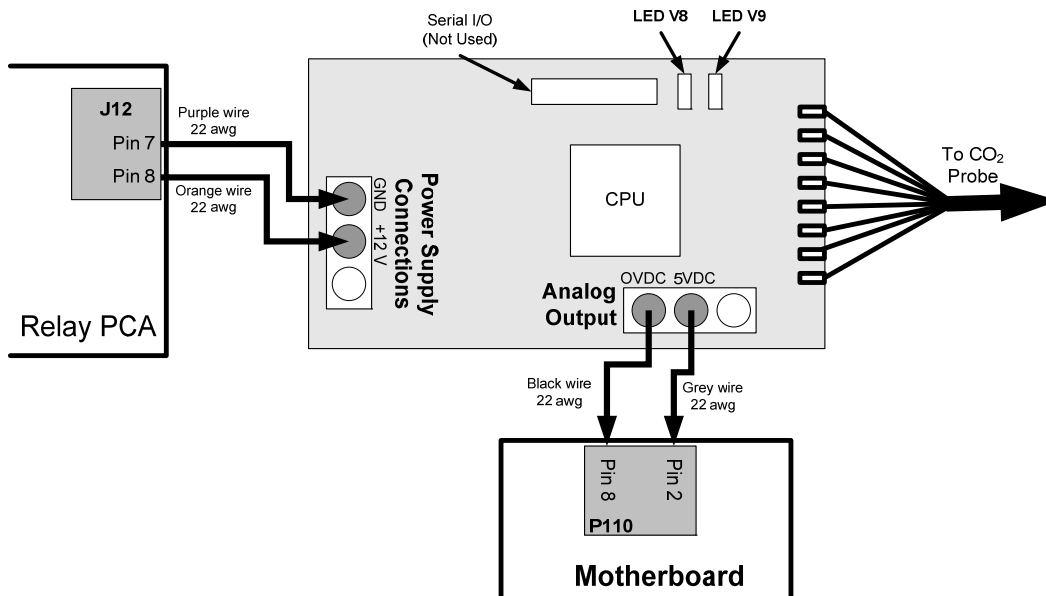 Serial I/O
(Not Used)
LED V8
LED V9
J12
Pin 7
Pin 8
Purple wire
22 awg
Orange wire
22 awg
Relay PCA
GND
+12 V
Power Supply
Connections
CPU
To CO₂
Probe
Analog
Output
OVDC
5VDC
Black wire
22 awg
Grey wire
22 awg
Pin 8
Pin 2
P110
Motherboard